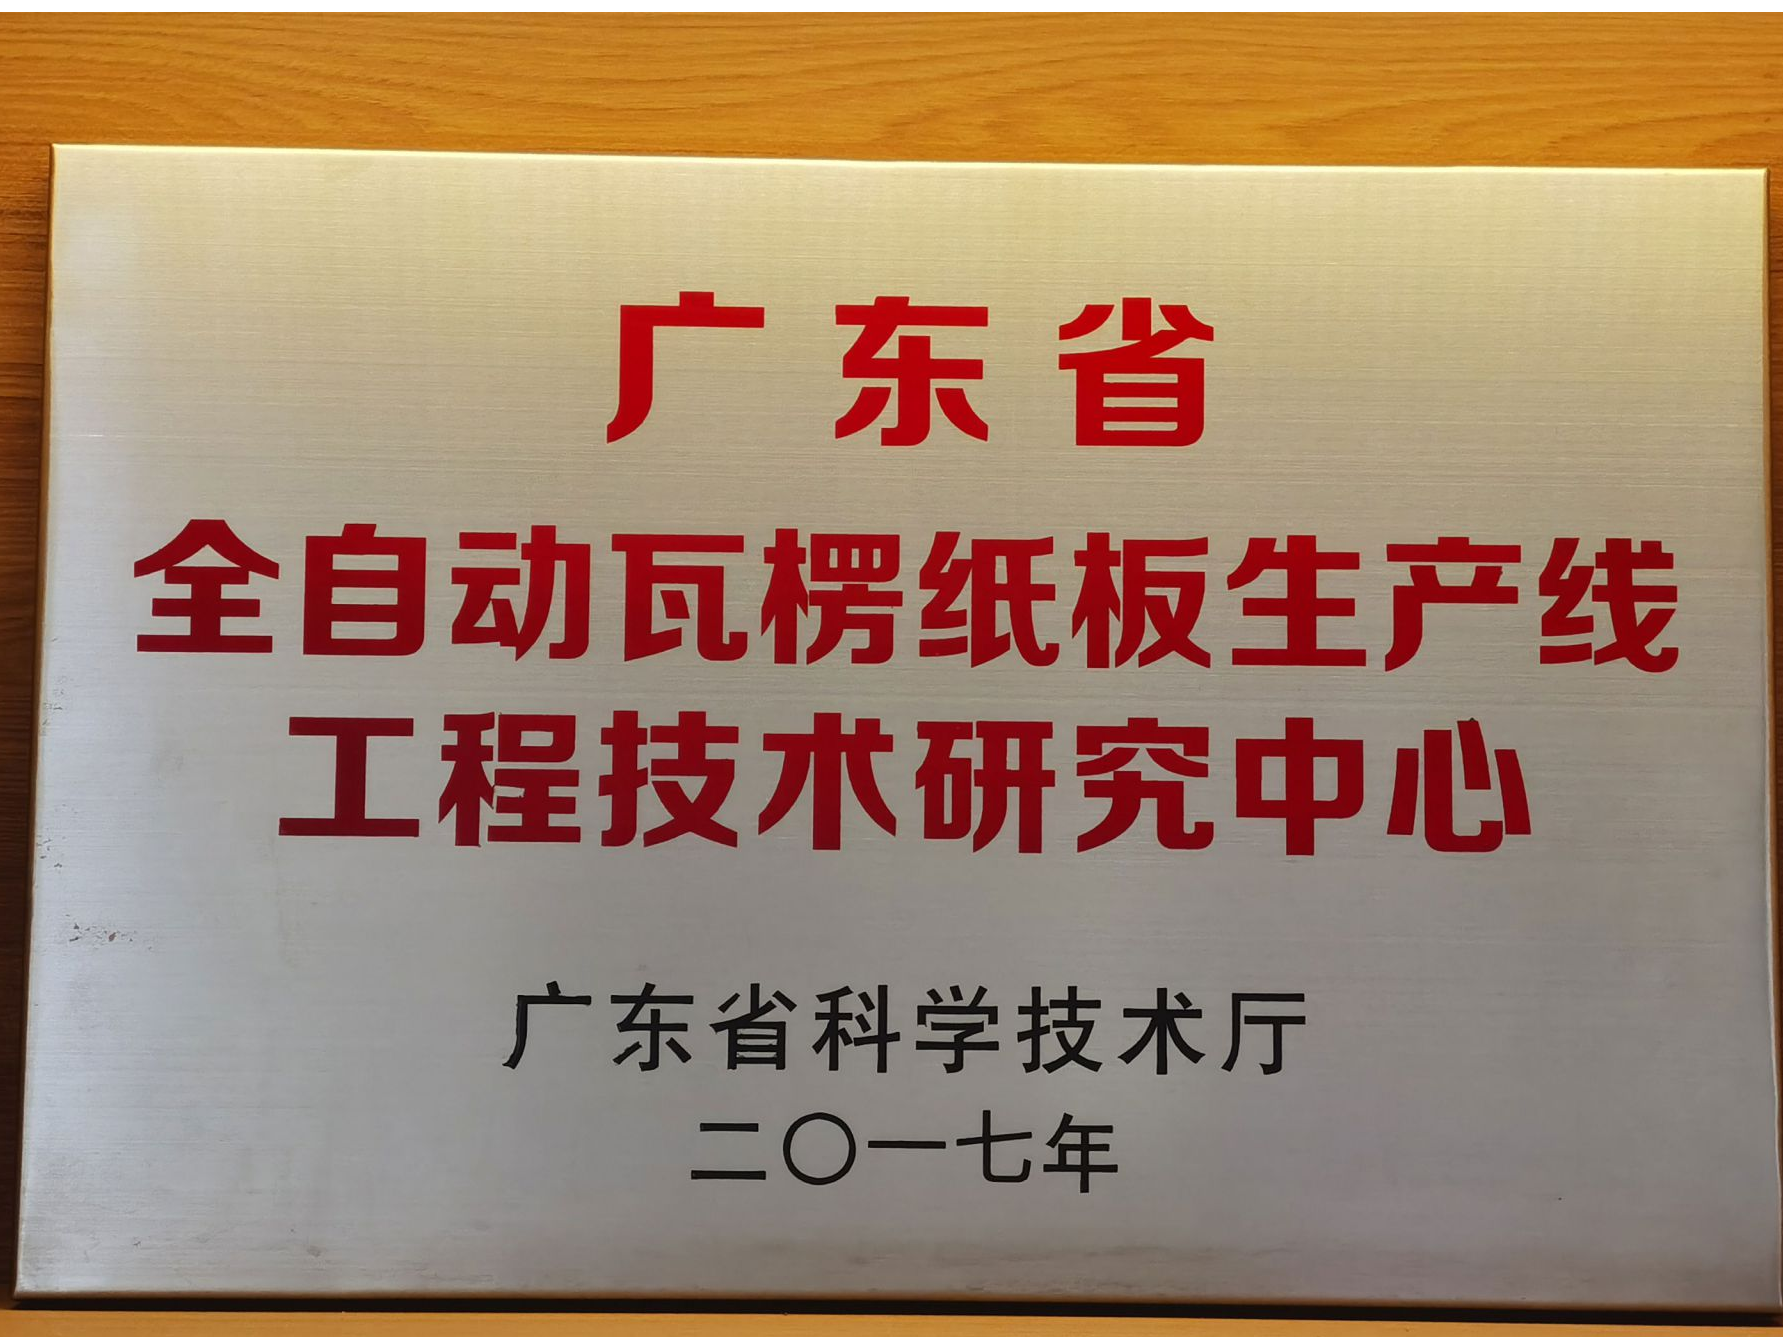 广东省
全自动瓦楞纸板生产线
工程技术研究中心
广东省科学技术厅
二〇一七年